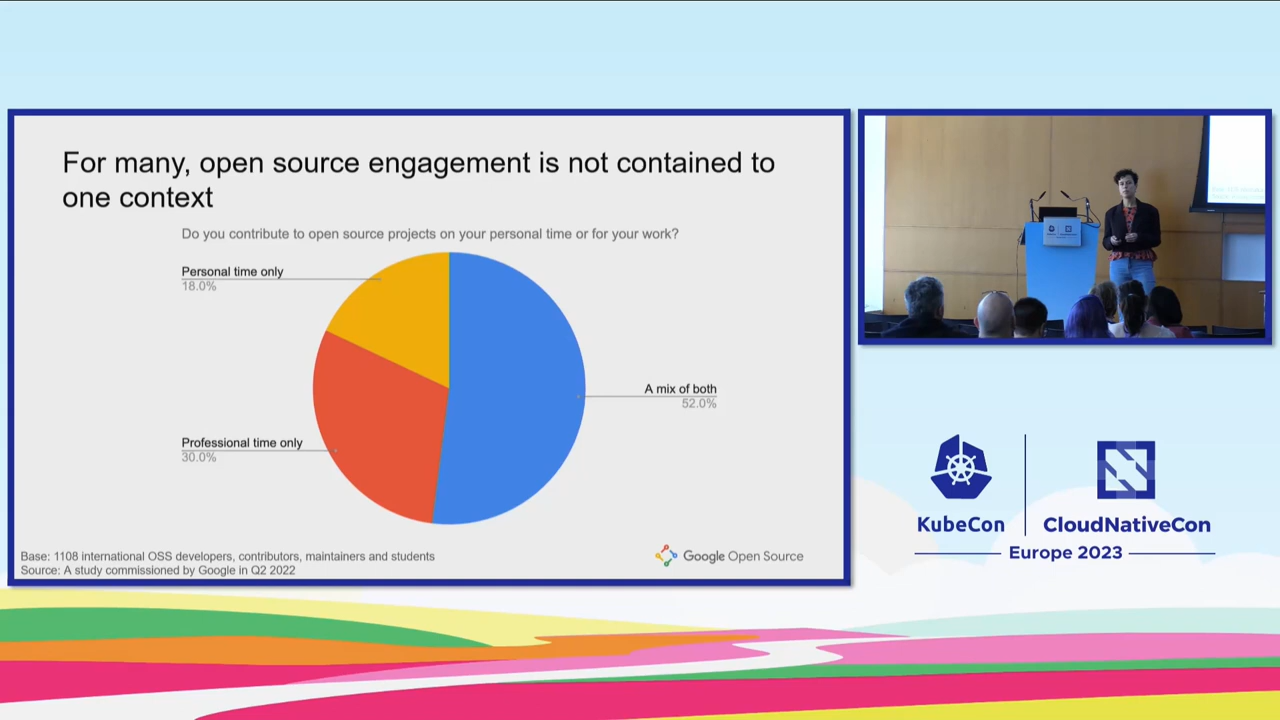 For many, open source engagement is not contained to
one context
Do you contribute to open source projects on your personal time or for your work?
Personal time only
18.0%
A mix of both
52.0%
Professional time only
30.0%
Base: 1108 international OSS developers, contributors, maintainers and students
Source: A study commissioned by Google in Q2 2022
Google Open Source
KubeCon
CloudNativeCon
Europe 2023